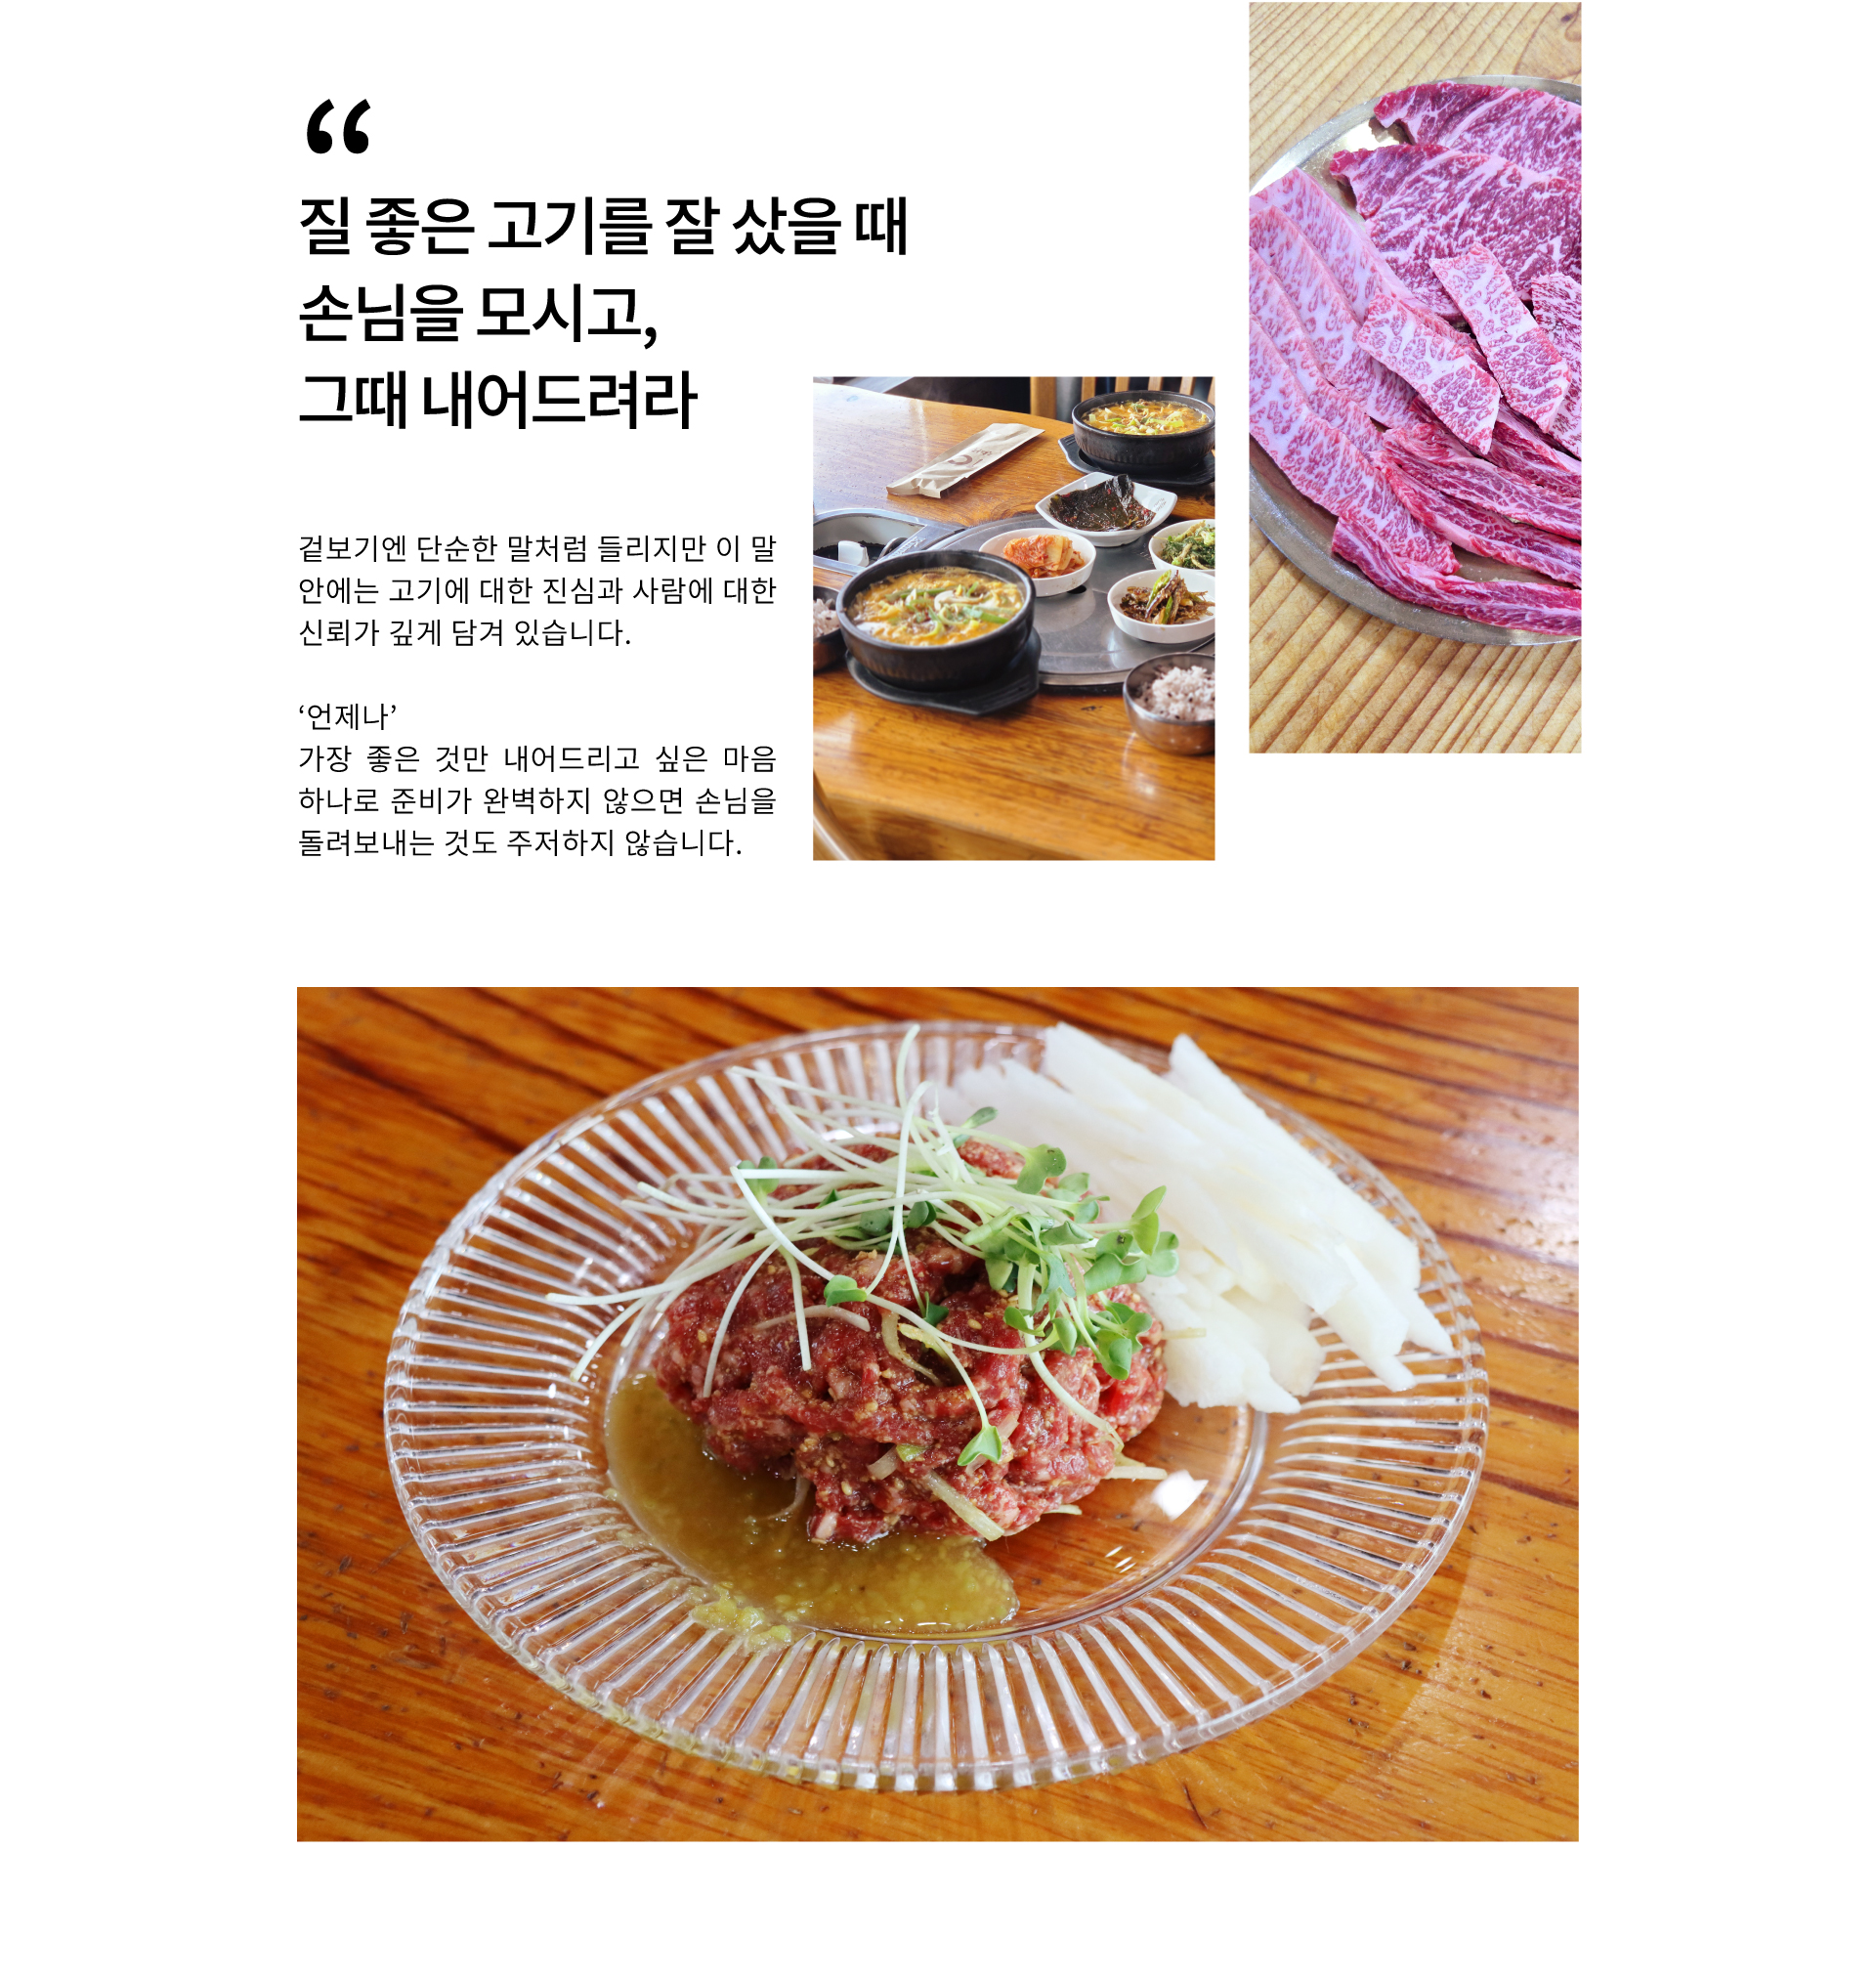 “
질 좋은 고기를 잘 샀을 때
손님을 모시고,
그때 내어드려라
겉보기엔 단순한 말처럼 들리지만 이 말
안에는 고기에 대한 진심과 사람에 대한
신뢰가 깊게 담겨 있습니다.
‘언제나’
가장 좋은 것만 내어드리고 싶은 마음
하나로 준비가 완벽하지 않으면 손님을
돌려보내는 것도 주저하지 않습니다.